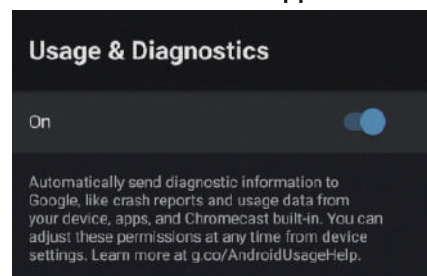 Usage & Diagnostics
On
Automatically send diagnostic information to
Google, like crash reports and usage data from
your device, apps, and Chromecast built-in. You can
adjust these permissions at any time from device
settings. Learn more at g.co/AndroidUsageHelp.